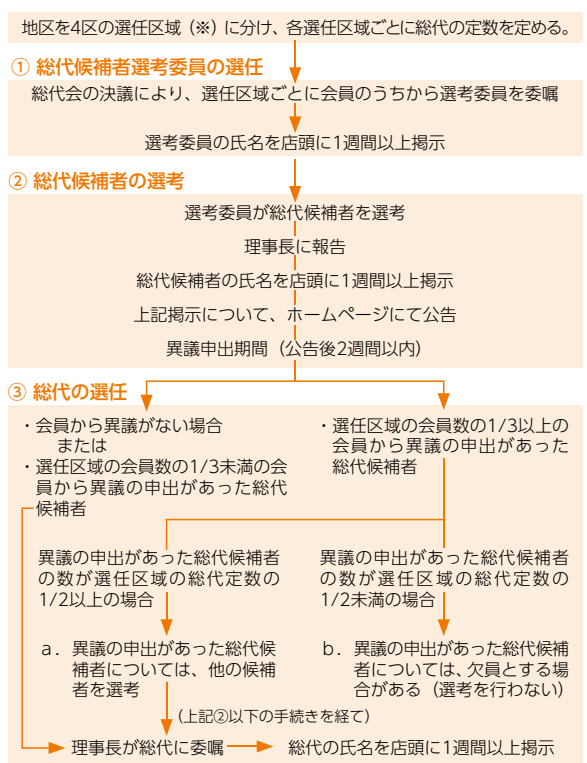 地区を4区の選任区域（※）に分け、各選任区域ごとに総代の定数を定める。
① 総代候補者選考委員の選任
総代会の決議により、選任区域ごとに会員のうちから選考委員を委嘱
選考委員の氏名を店頭に1週間以上掲示
② 総代候補者の選考
選考委員が総代候補者を選考
理事長に報告
総代候補者の氏名を店頭に1週間以上掲示
上記掲示について、ホームページにて公告
異議申出期間（公告後2週間以内）
③ 総代の選任
・会員から異議がない場合
または
・選任区域の会員数の1/3未満の会
員から異議の申出があった総代
候補者
・選任区域の会員数の1/3以上の
会員から異議の申出があった
総代候補者
異議の申出があった総代候補者
の数が選任区域の総代定数の
1/2以上の場合
異議の申出があった総代候補者
の数が選任区域の総代定数の
1/2未満の場合
a．異議の申出があった総代候
補者については、他の候補
者を選考
b．異議の申出があった総代候補
者については、欠員とする場
合がある（選考を行わない）
（上記②以下の手続きを経て）
理事長が総代に委嘱
総代の氏名を店頭に1週間以上掲示